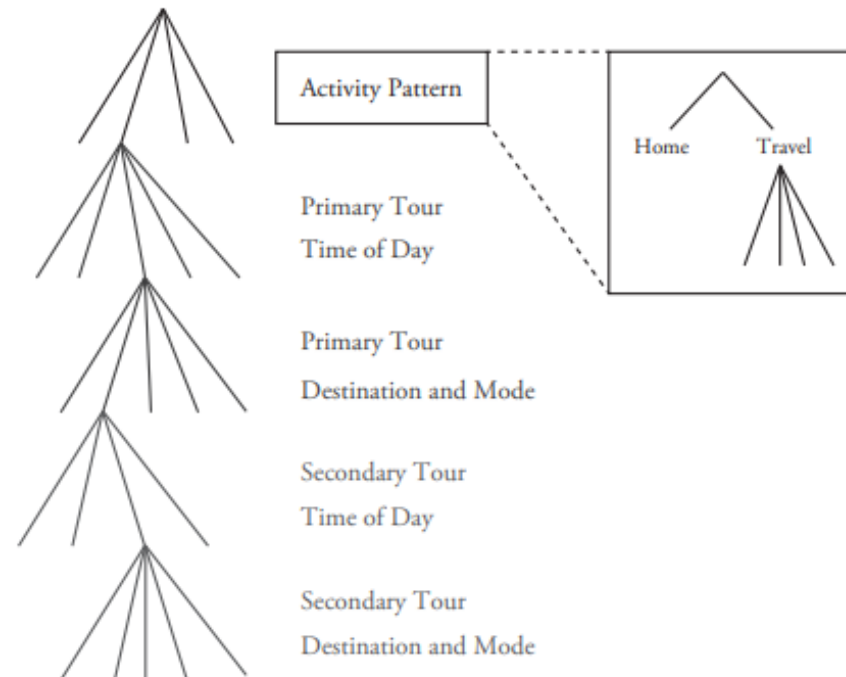 Activity Pattern
Home
Travel
Primary Tour
Time of Day
Primary Tour
Destination and Mode
Secondary Tour
Time of Day
Secondary Tour
Destination and Mode